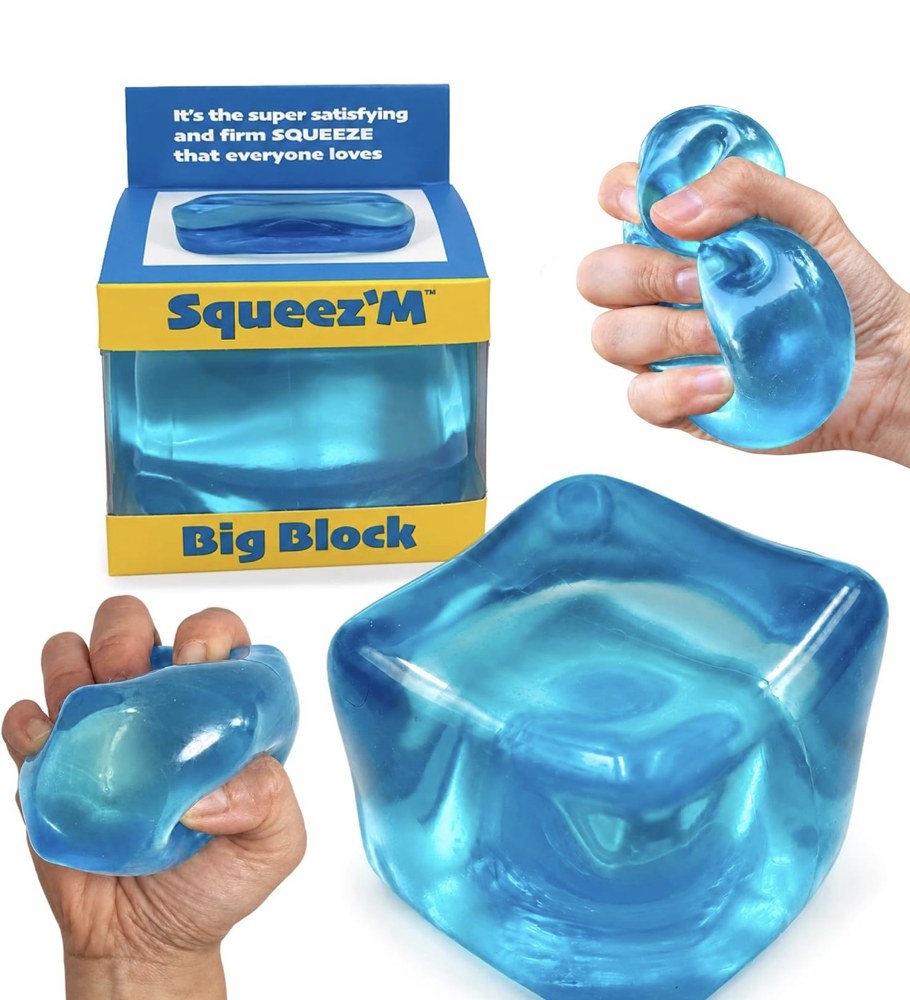 It's the super satisfying
and firm SQUEEZE
that everyone loves
Squeez'M™
Big Block